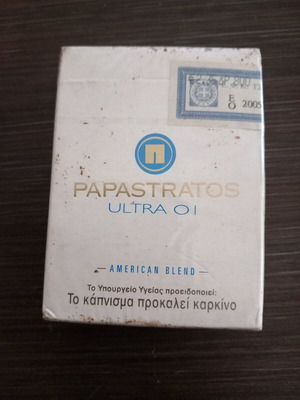 Ε
Ο 2005
PAPASTRATOS
ULTRA 01
AMERICAN BLEND
Το Υπουργείο Υγείας προειδοποιεί:
Το κάπνισμα προκαλεί καρκίνο